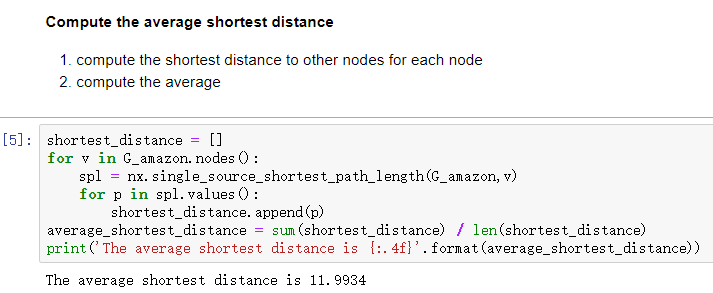 Compute the average shortest distance
1. compute the shortest distance to other nodes for each node
2. compute the average
[5]: shortest_distance = []
for v in G_amazon.nodes():
    spl = nx.single_source_shortest_path_length(G_amazon,v)
    for p in spl.values():
        shortest_distance.append(p)
average_shortest_distance = sum(shortest_distance) / len(shortest_distance)
print('The average shortest distance is {:.4f}'.format(average_shortest_distance))
The average shortest distance is 11.9934